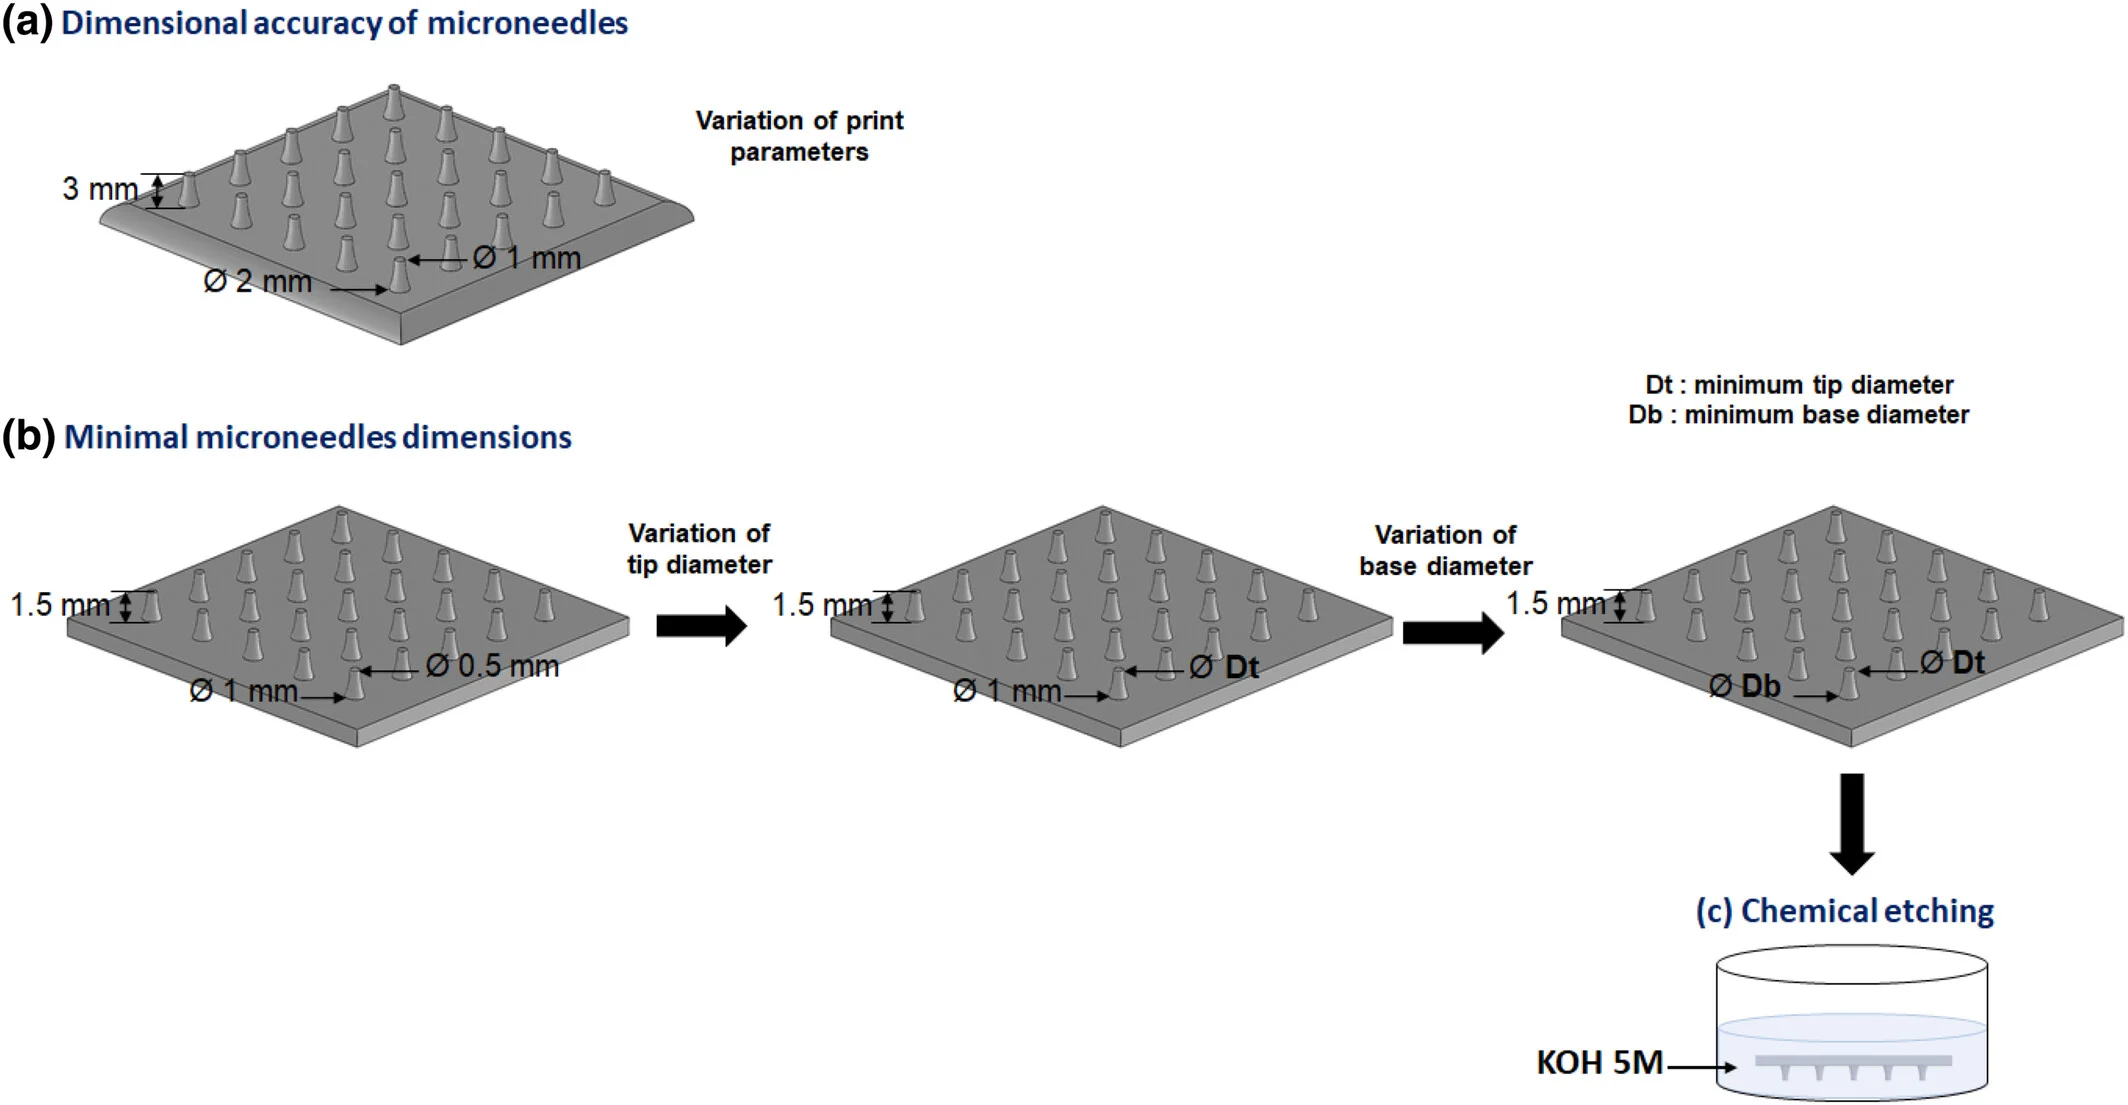 (a) Dimensional accuracy of microneedles
Variation of print
parameters
3 mm
Ø 1 mm
Ø 2 mm
Dt : minimum tip diameter
Db : minimum base diameter
(b) Minimal microneedles dimensions
Variation of
tip diameter
Variation of
base diameter
1.5 mm
Ø 0.5 mm
Ø 1 mm
1.5 mm
Ø Dt
Ø 1 mm
1.5 mm
Ø Dt
Ø Db
(c) Chemical etching
KOH 5M